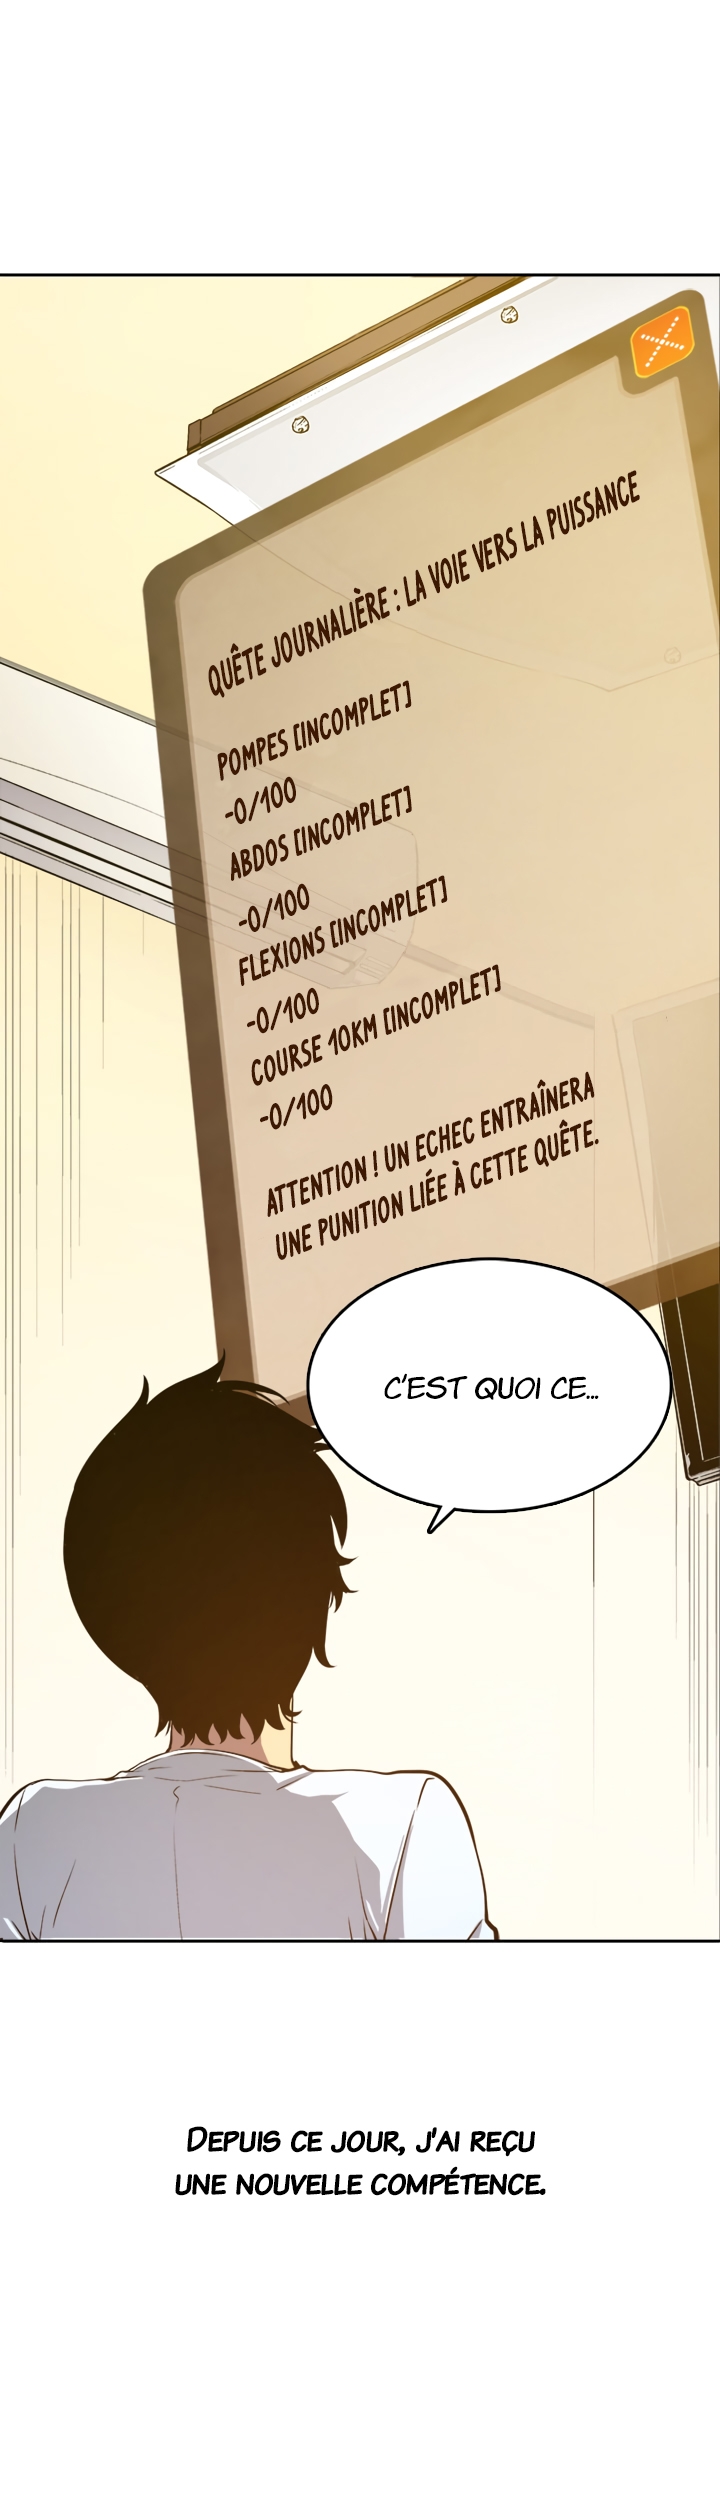 QUÊTE JOURNALIÈRE : LA VOIE VERS LA PUISSANCE
POMPES [INCOMPLET]
-0/100
ABDOS [INCOMPLET]
-0/100
FLEXIONS [INCOMPLET]
-0/100
COURSE 10KM [INCOMPLET]
-0/100
ATTENTION ! UN ECHEC ENTRAÎNERA
UNE PUNITION LIÉE À CETTE QUÊTE.
C'EST QUOI CE...
DEPUIS CE JOUR, J'AI REÇU
UNE NOUVELLE COMPÉTENCE.